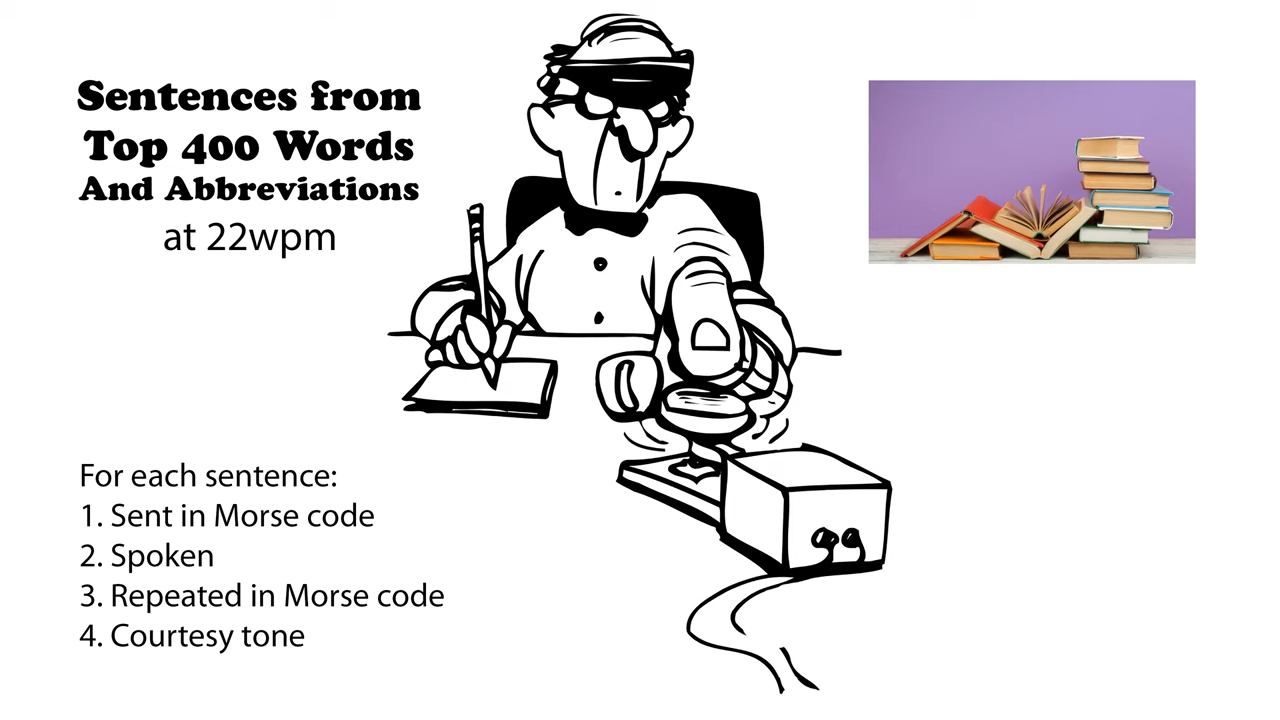 Sentences from
Top 400 Words
And Abbreviations
at 22wpm
For each sentence:
1. Sent in Morse code
2. Spoken
3. Repeated in Morse code
4. Courtesy tone